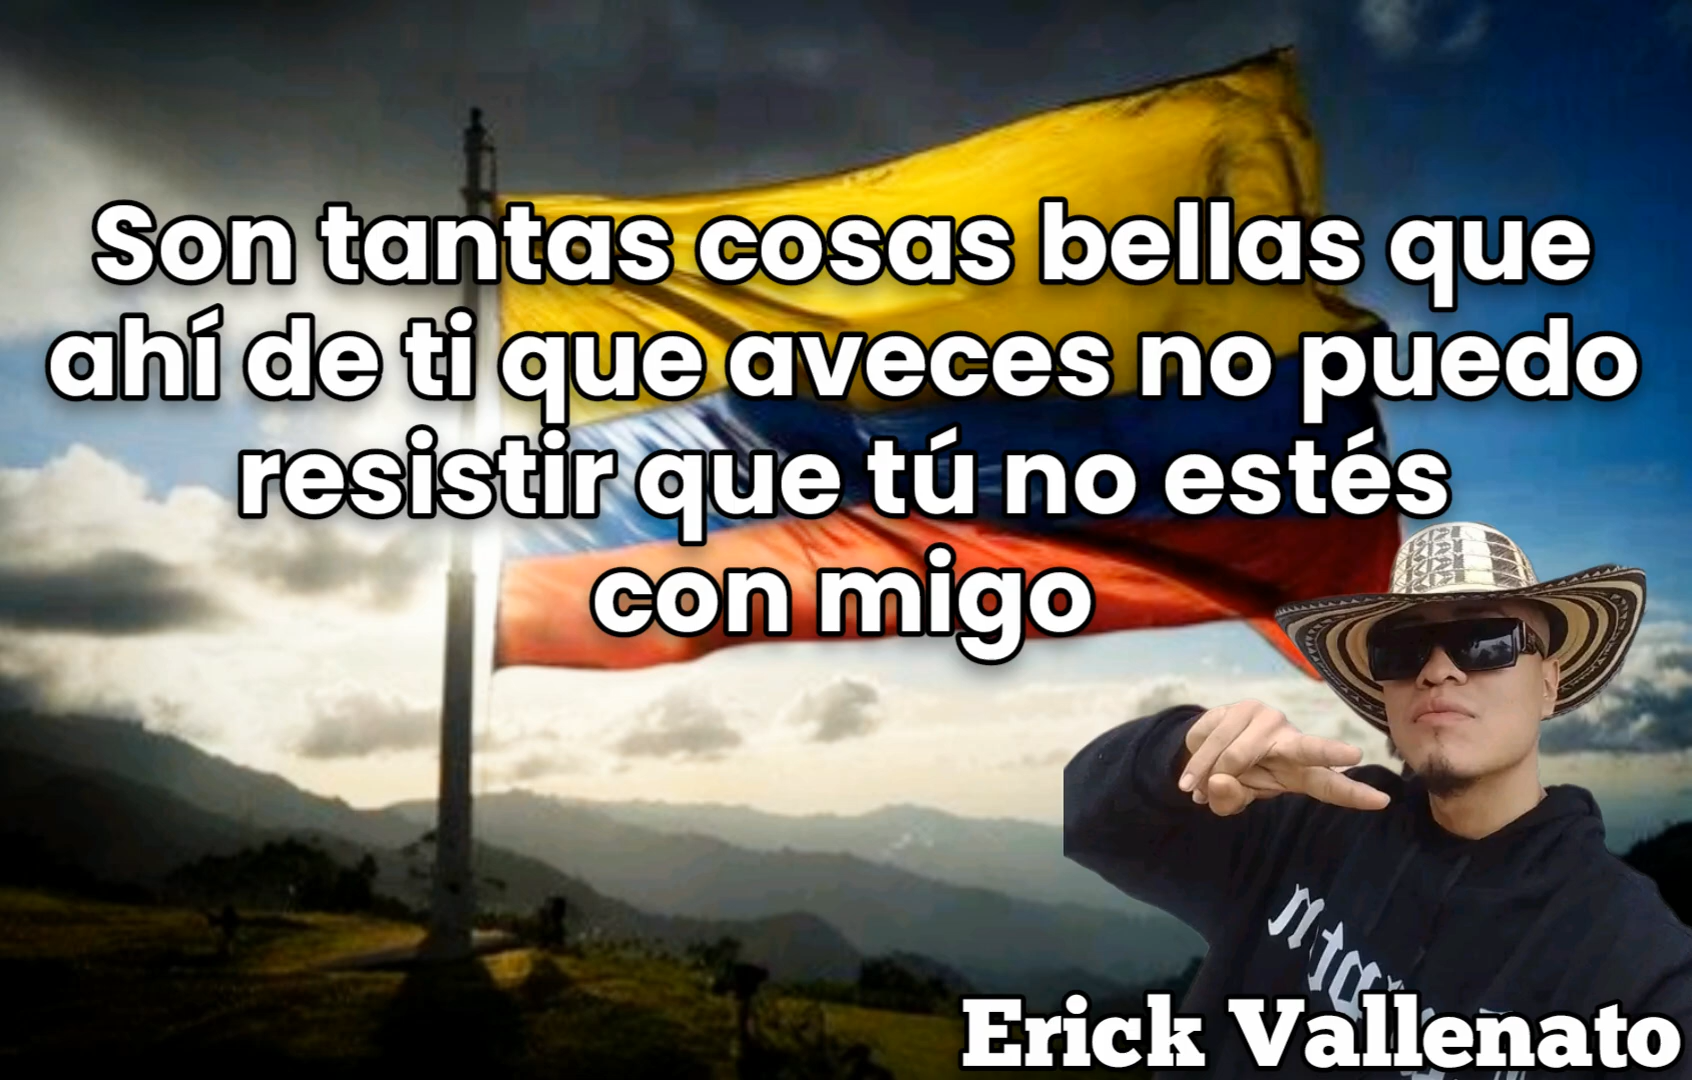 Son tantas cosas bellas que
ahí de ti que aveces no puedo
resistir que tú no estés
con migo
Erick Vallenato